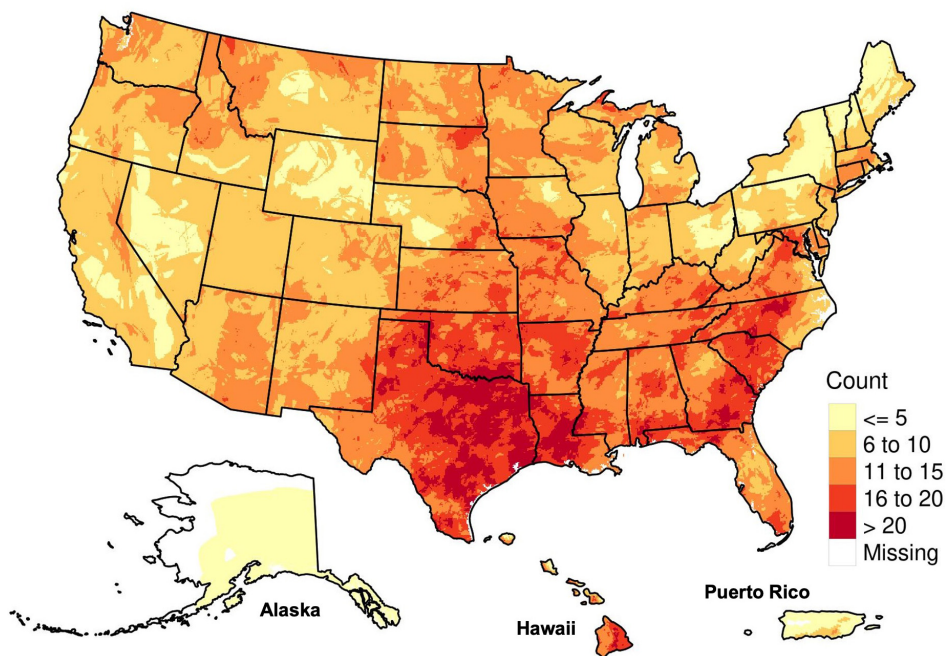 Count
<= 5
6 to 10
11 to 15
16 to 20
> 20
Missing
Puerto Rico
Alaska
Hawaii